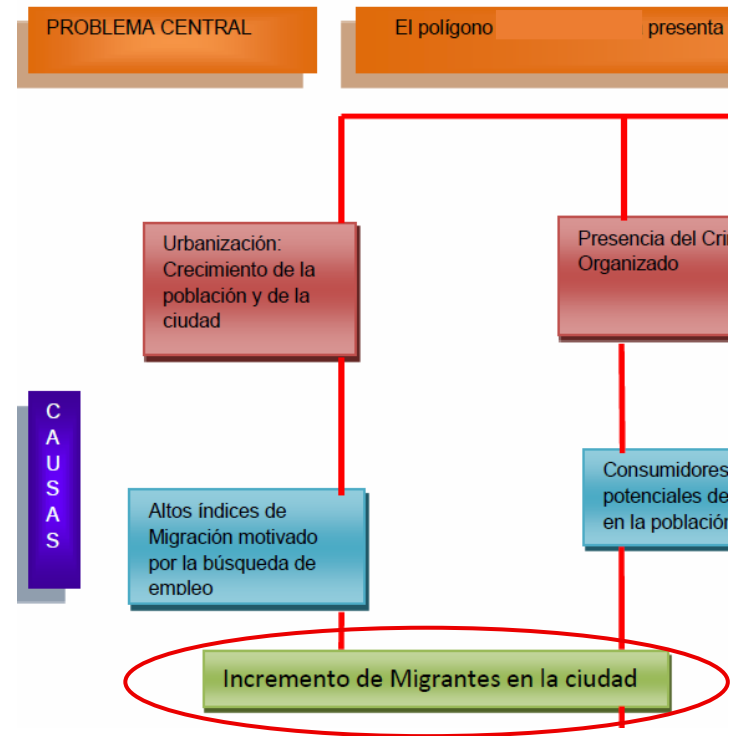 PROBLEMA CENTRAL
El polígono presenta
Urbanización:
Crecimiento de la
población y de la
ciudad
Presencia del Cri
Organizado
C
A
U
S
A
S
Consumidores
potenciales de
en la población
Altos índices de
Migración motivado
por la búsqueda de
empleo
Incremento de Migrantes en la ciudad